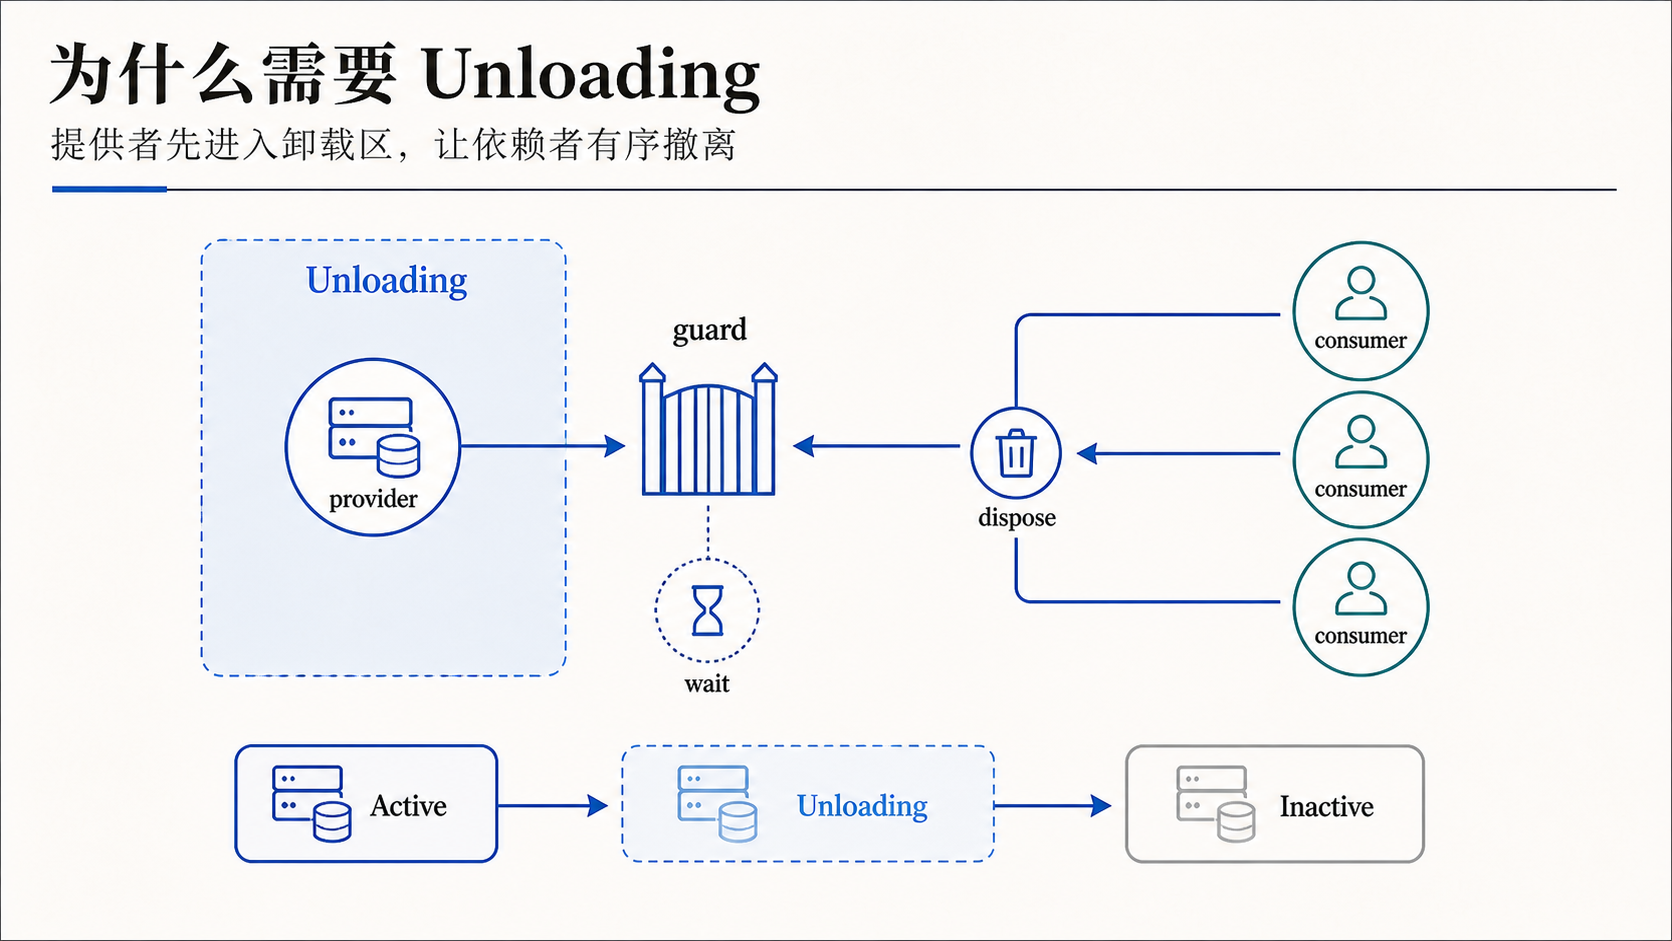 为什么需要 Unloading
提供者先进入卸载区，让依赖者有序撤离
Unloading
provider
guard
wait
dispose
consumer
consumer
consumer
Active
Unloading
Inactive